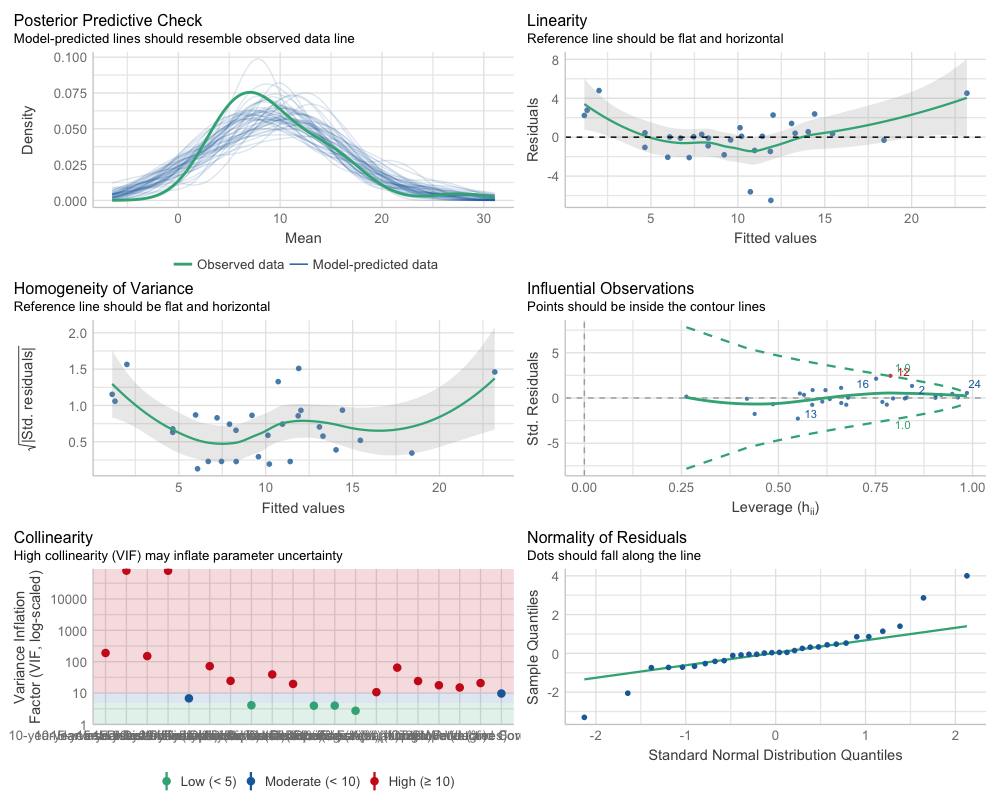 Posterior Predictive Check
Model-predicted lines should resemble observed data line
Density
0.100
0.075
0.050
0.025
0.000
0
10
20
30
Mean
Observed data
Model-predicted data
Linearity
Reference line should be flat and horizontal
Residuals
8
4
0
-4
5
10
15
20
Fitted values
Homogeneity of Variance
Reference line should be flat and horizontal
√|Std. residuals|
2.0
1.5
1.0
0.5
5
10
15
20
Fitted values
Influential Observations
Points should be inside the contour lines
Std. Residuals
5
0
-5
1.0
12
16
2
24
13
1.0
0.00
0.25
0.50
0.75
1.00
Leverage (hii)
Collinearity
High collinearity (VIF) may inflate parameter uncertainty
Variance Inflation
Factor (VIF, log-scaled)
10000
1000
100
10
1
Low (< 5)
Moderate (< 10)
High (≥ 10)
Normality of Residuals
Dots should fall along the line
Sample Quantiles
4
2
0
-2
-2
-1
0
1
2
Standard Normal Distribution Quantiles